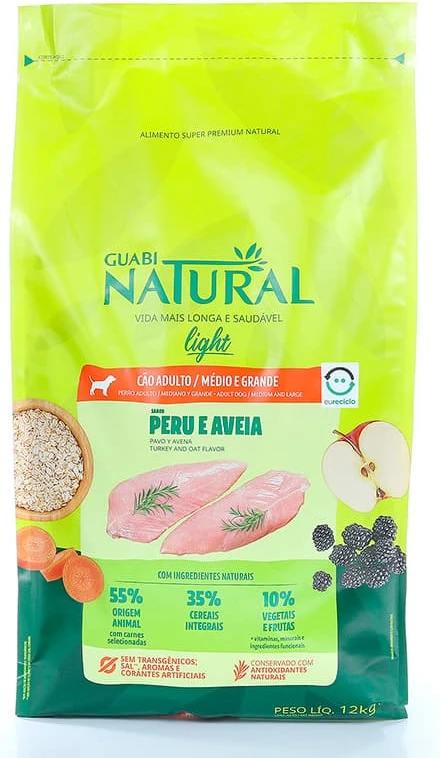 ALIMENTO SUPER PREMIUM NATURAL
GUABI
NATURAL
VIDA MAIS LONGA E SAUDÁVEL
light
CÃO ADULTO / MÉDIO E GRANDE
PERRO ADULTO / MEDIANO Y GRANDE - ADULT DOG / MEDIUM AND LARGE
eureciclo
SABOR
PERU E AVEIA
PAVO Y AVENA
TURKEY AND OAT FLAVOR
COM INGREDIENTES NATURAIS
55% 35% 10%
ORIGEM CEREAIS VEGETAIS
ANIMAL INTEGRAIS E FRUTAS
com carnes * vitaminas, minerais e
selecionadas ingredientes funcionais
SEM TRANSGÊNICOS;
SAL**, AROMAS E
CORANTES ARTIFICIAIS
CONSERVADO COM
ANTIOXIDANTES
NATURAIS
PESO LÍQ. 12kg